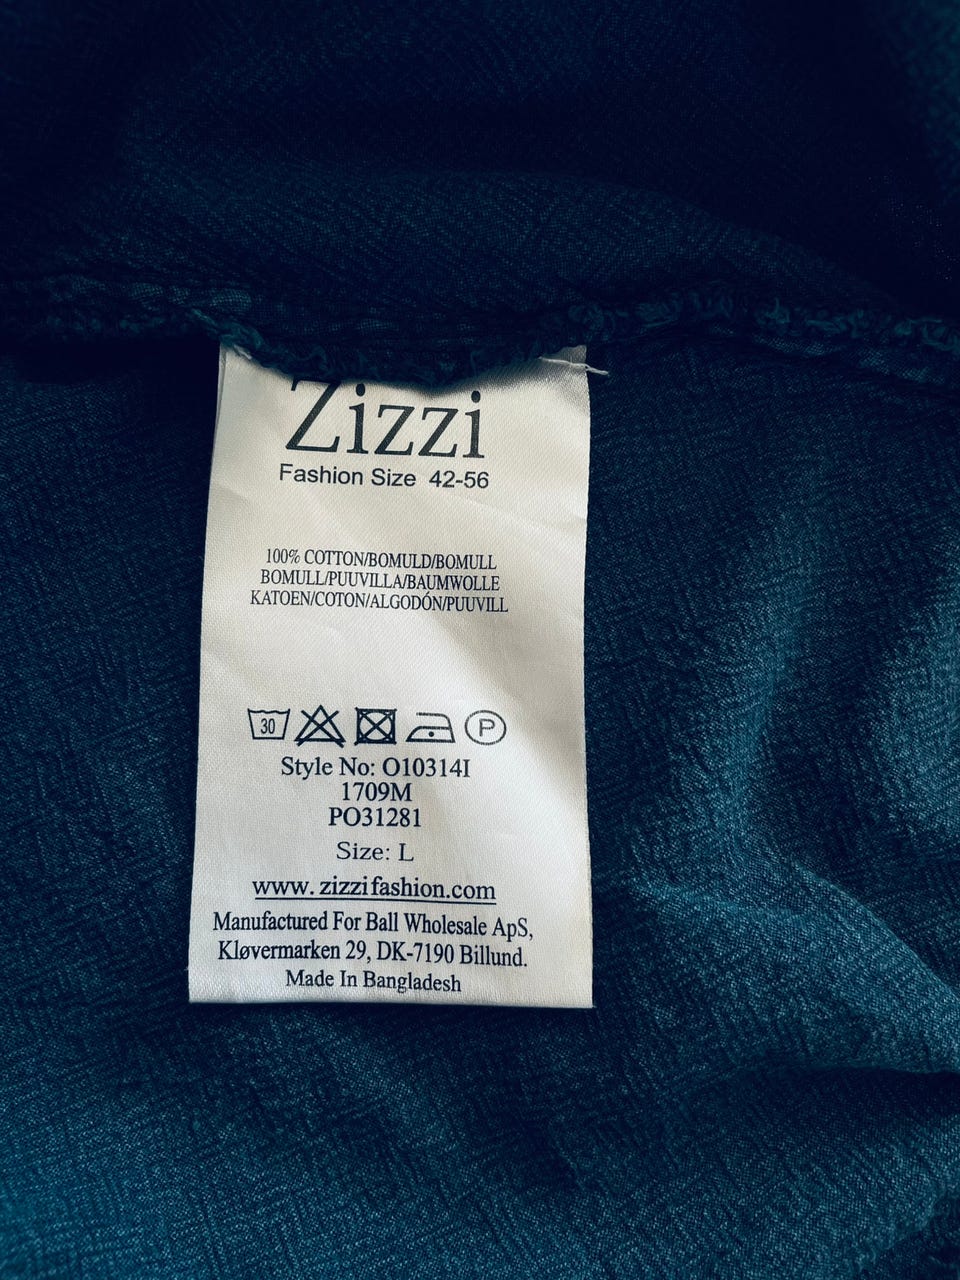 Zizzi
Fashion Size 42-56
100% COTTON/BOMULD/BOMULL
BOMULL/PUUVILLA/BAUMWOLLE
KATOEN/COTON/ALGODÓN/PUUVILL
30 P
Style No: O10314I
1709M
PO31281
Size: L
www.zizzifashion.com
Manufactured For Ball Wholesale ApS,
Kløvermarken 29, DK-7190 Billund.
Made In Bangladesh